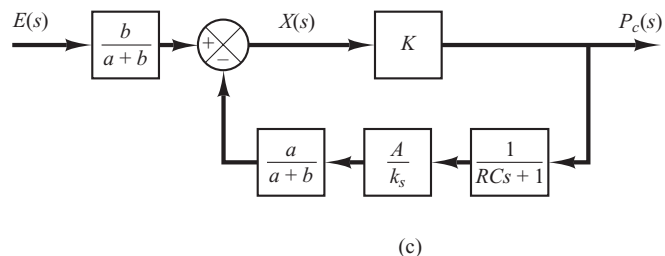 E(s)
b
a + b
+
−
X(s)
K
P_c(s)
a
a + b
A
k_s
1
RCs + 1
(c)